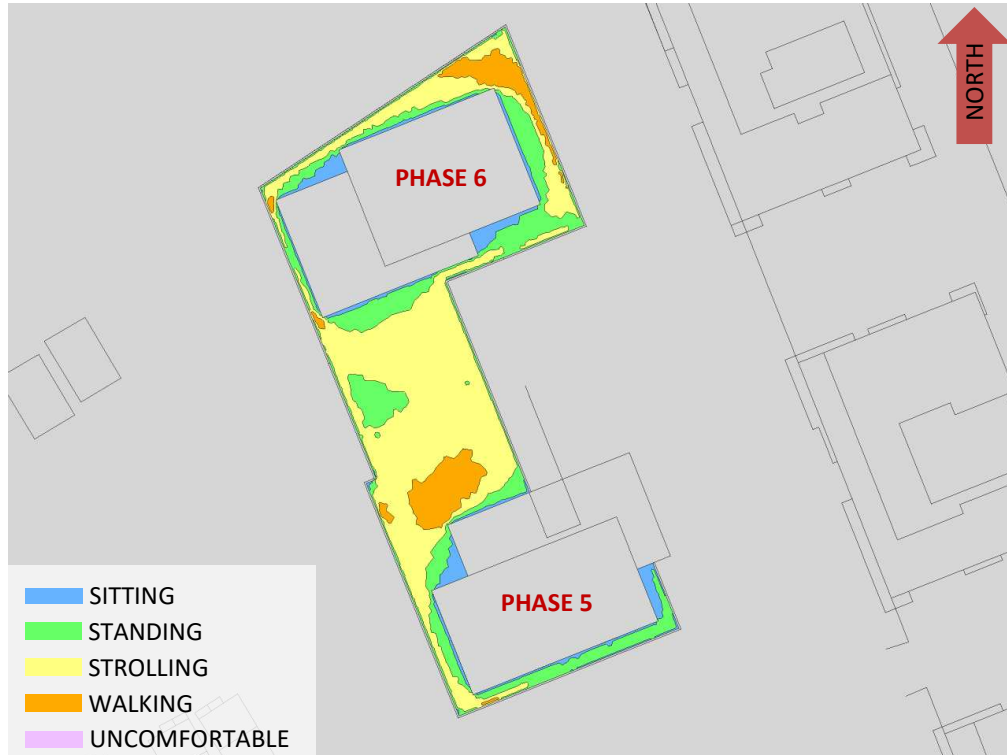 NORTH
PHASE 6
PHASE 5
SITTING
STANDING
STROLLING
WALKING
UNCOMFORTABLE